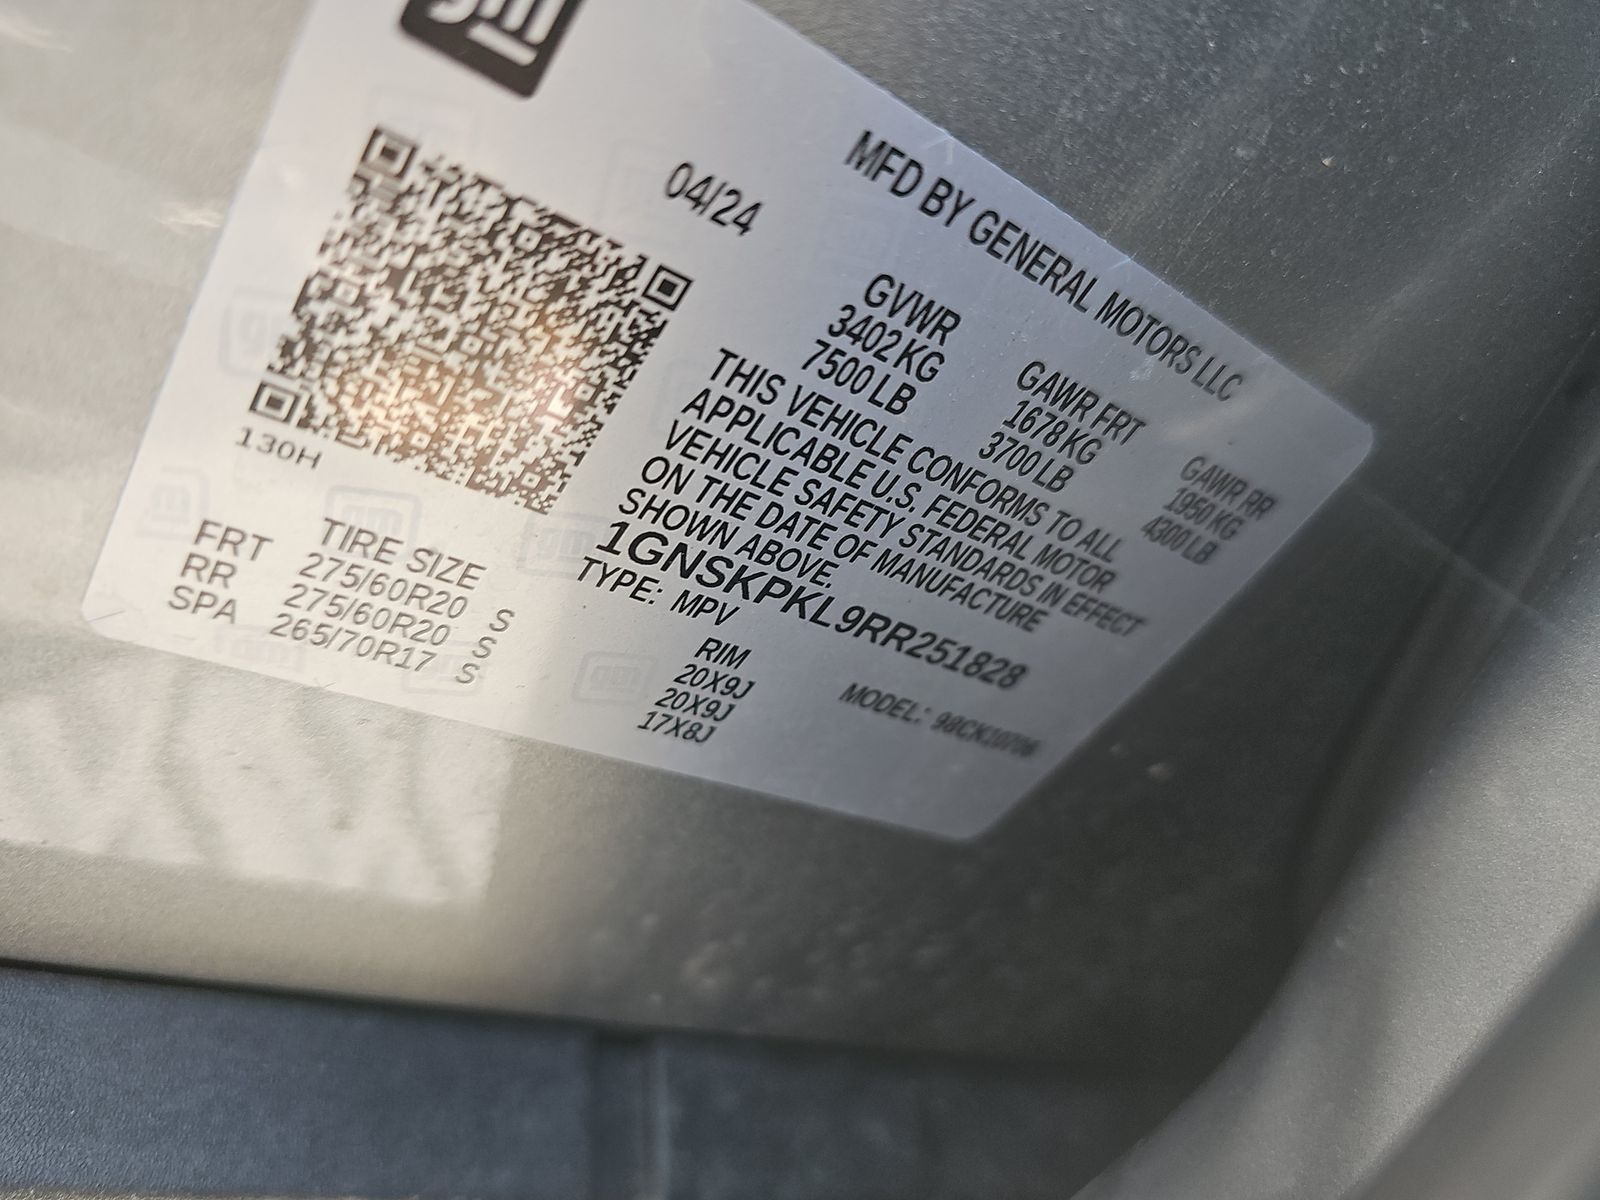 gm
MFD BY GENERAL MOTORS LLC
04/24
GVWR GAWR FRT GAWR RR
3402 KG 1678 KG 1950 KG
7500 LB 3700 LB 4300 LB
THIS VEHICLE CONFORMS TO ALL
APPLICABLE U.S. FEDERAL MOTOR
VEHICLE SAFETY STANDARDS IN EFFECT
ON THE DATE OF MANUFACTURE
SHOWN ABOVE.
1GNSKPKL9RR251828
TYPE: MPV MODEL: 98CK10706
130H
TIRE SIZE RIM
FRT 275/60R20 S 20X9J
RR 275/60R20 S 20X9J
SPA 265/70R17 S 17X8J